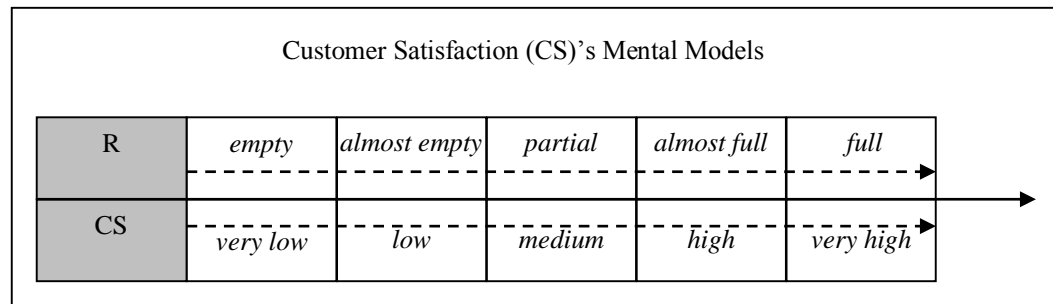 Customer Satisfaction (CS)'s Mental Models
R empty almost empty partial almost full full
CS very low low medium high very high